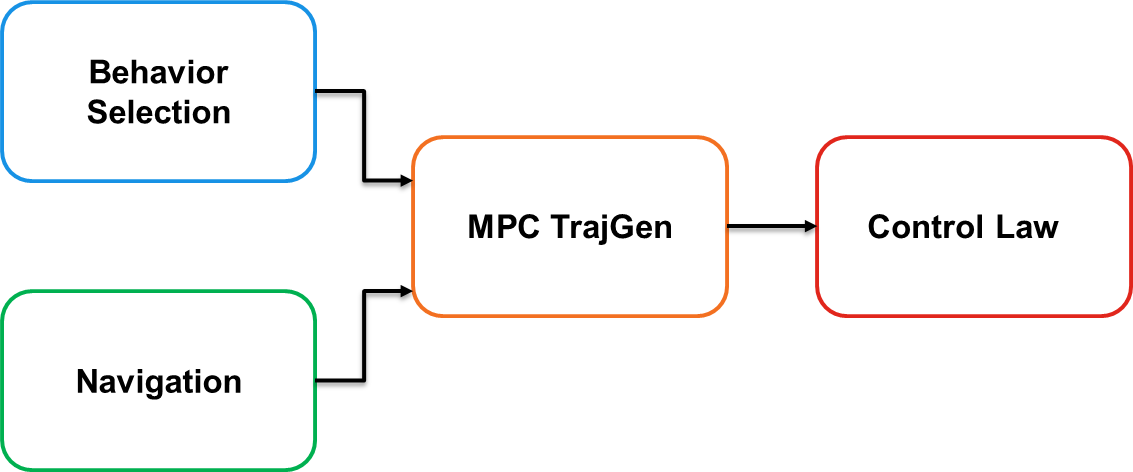 Behavior
Selection
MPC TrajGen
Control Law
Navigation